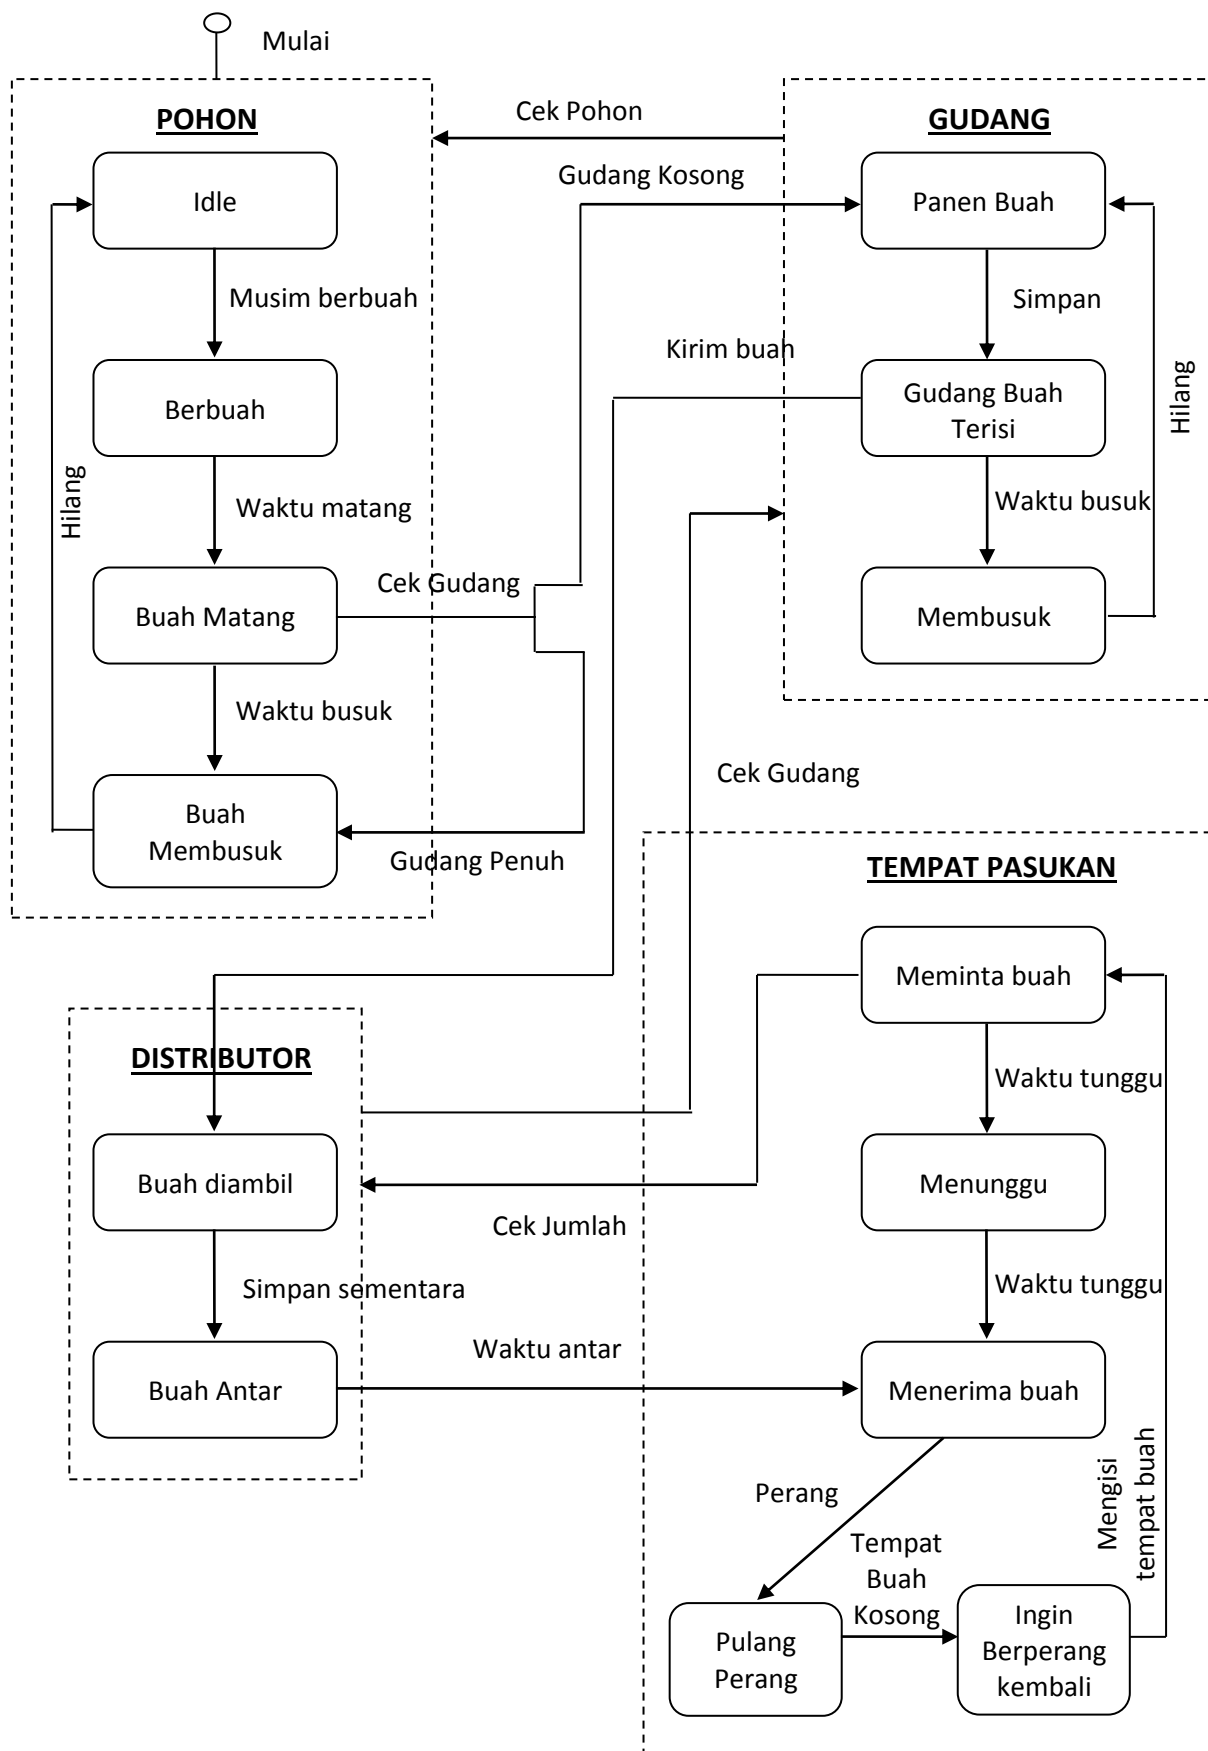 Mulai
POHON
Cek Pohon
GUDANG
Gudang Kosong
Idle
Panen Buah
Musim berbuah
Simpan
Kirim buah
Berbuah
Gudang Buah
Terisi
Hilang
Hilang
Waktu matang
Waktu busuk
Cek Gudang
Buah Matang
Membusuk
Waktu busuk
Cek Gudang
Buah
Membusuk
Gudang Penuh
TEMPAT PASUKAN
Meminta buah
DISTRIBUTOR
Waktu tunggu
Buah diambil
Menunggu
Cek Jumlah
Simpan sementara
Waktu tunggu
Waktu antar
Buah Antar
Menerima buah
Perang
Mengisi
tempat buah
Tempat
Buah
Kosong
Pulang
Perang
Ingin
Berperang
kembali